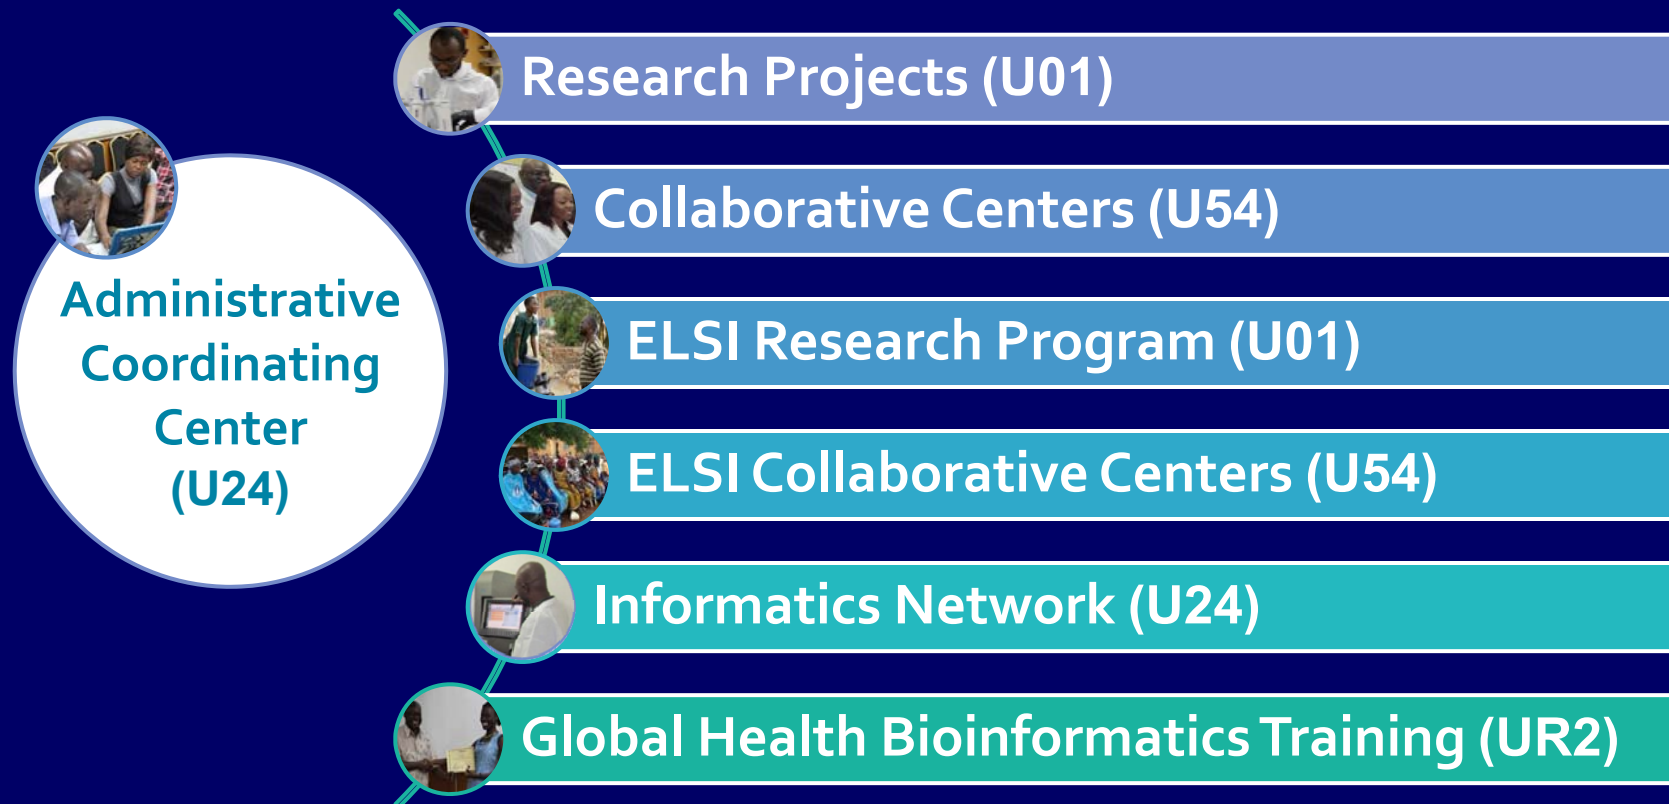 Administrative
Coordinating
Center
(U24)
Research Projects (U01)
Collaborative Centers (U54)
ELSI Research Program (U01)
ELSI Collaborative Centers (U54)
Informatics Network (U24)
Global Health Bioinformatics Training (UR2)